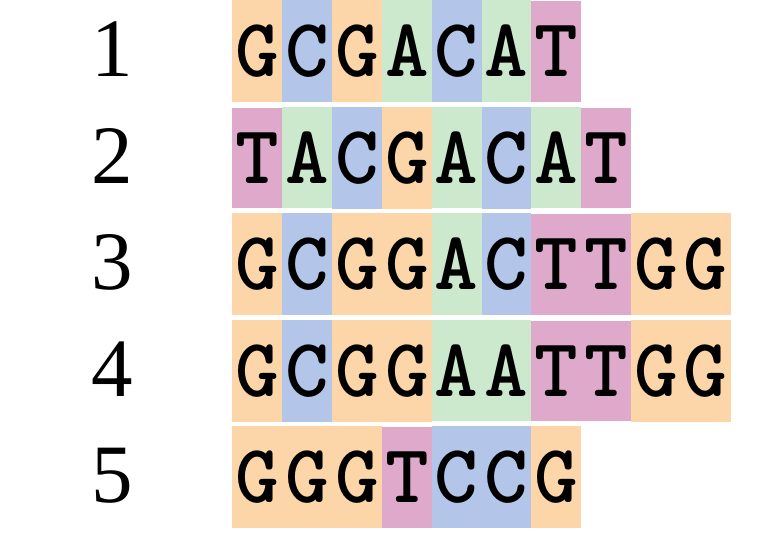 1 GCGACAT
2 TACGACAT
3 GCGGACTTGG
4 GCGGAATTGG
5 GGGTCCG